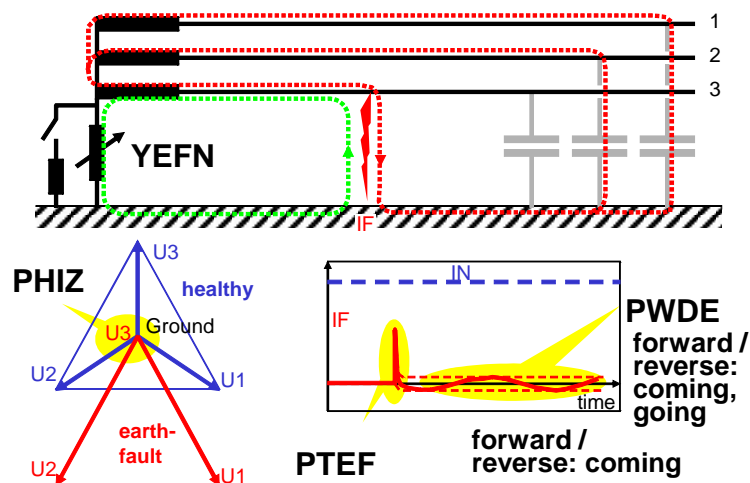 1
2
3
YEFN
IF
U3
PHIZ
healthy
U3
Ground
U2
U1
earth-
fault
U2
U1
IN
IF
PWDE
forward /
reverse:
coming,
going
time
PTEF
forward /
reverse: coming